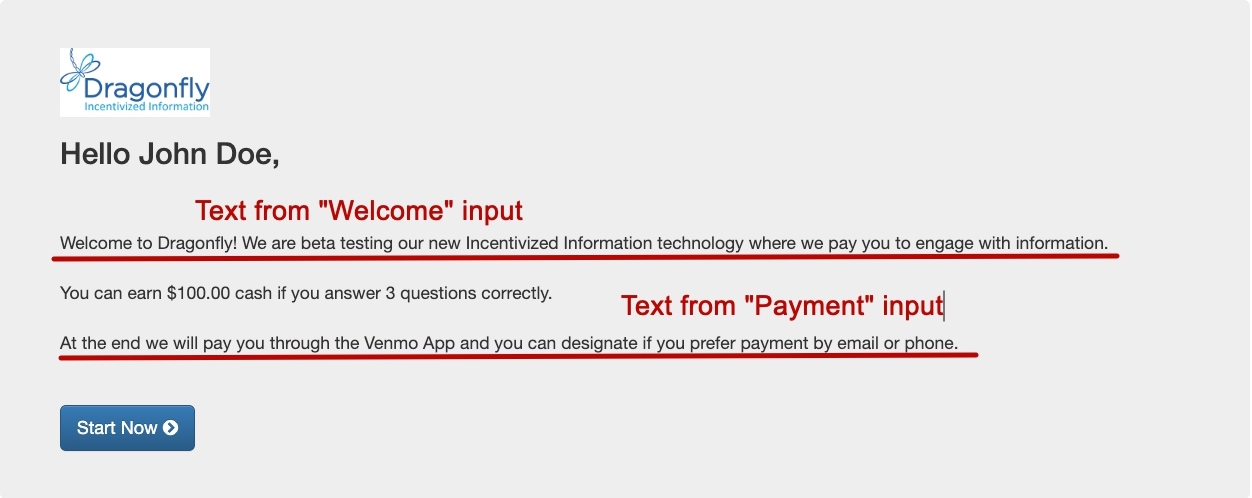 Dragonfly
Incentivized Information
Hello John Doe,
Text from "Welcome" input
Welcome to Dragonfly! We are beta testing our new Incentivized Information technology where we pay you to engage with information.
You can earn $100.00 cash if you answer 3 questions correctly.
Text from "Payment" input
At the end we will pay you through the Venmo App and you can designate if you prefer payment by email or phone.
Start Now